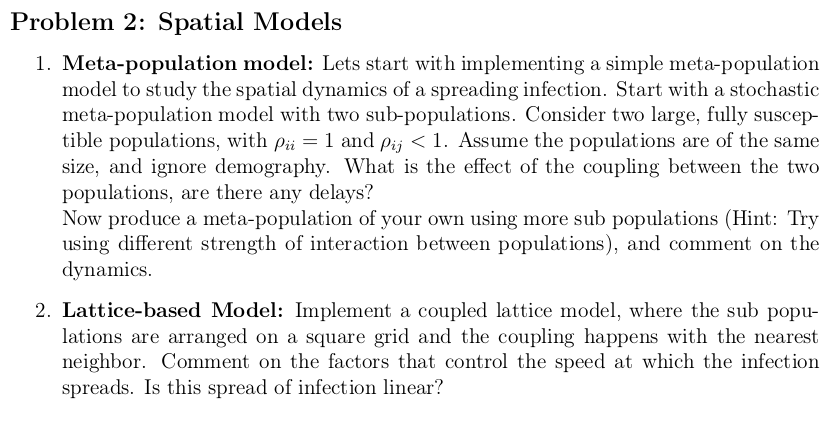 Problem 2: Spatial Models
1. Meta-population model: Lets start with implementing a simple meta-population
model to study the spatial dynamics of a spreading infection. Start with a stochastic
meta-population model with two sub-populations. Consider two large, fully suscep-
tible populations, with ρii = 1 and ρij < 1. Assume the populations are of the same
size, and ignore demography. What is the effect of the coupling between the two
populations, are there any delays?
Now produce a meta-population of your own using more sub populations (Hint: Try
using different strength of interaction between populations), and comment on the
dynamics.
2. Lattice-based Model: Implement a coupled lattice model, where the sub popu-
lations are arranged on a square grid and the coupling happens with the nearest
neighbor. Comment on the factors that control the speed at which the infection
spreads. Is this spread of infection linear?